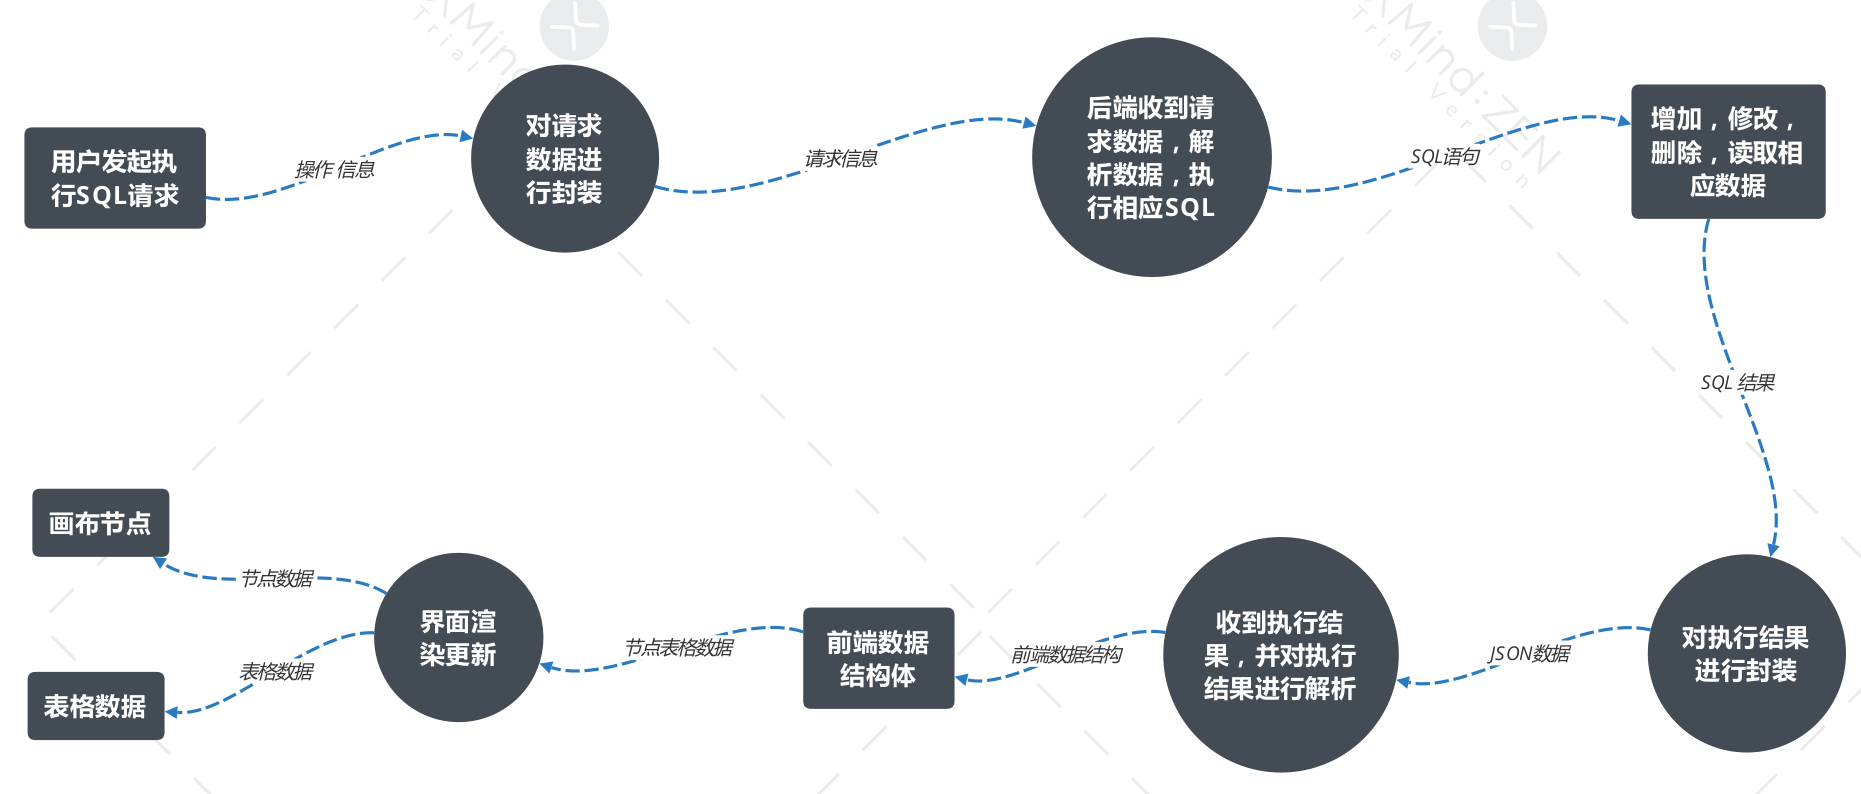 用户发起执
行SQL请求
操作 信息
对请求
数据进
行封装
请求信息
后端收到请
求数据，解
析数据，执
行相应SQL
SQL语句
增加，修改，
删除，读取相
应数据
SQL 结果
对执行结果
进行封装
JSON数据
收到执行结
果，并对执行
结果进行解析
前端数据结构
前端数据
结构体
节点表格数据
界面渲
染更新
节点数据
画布节点
表格数据
表格数据
XMind
Trial
XMind:ZEN
Trial Version